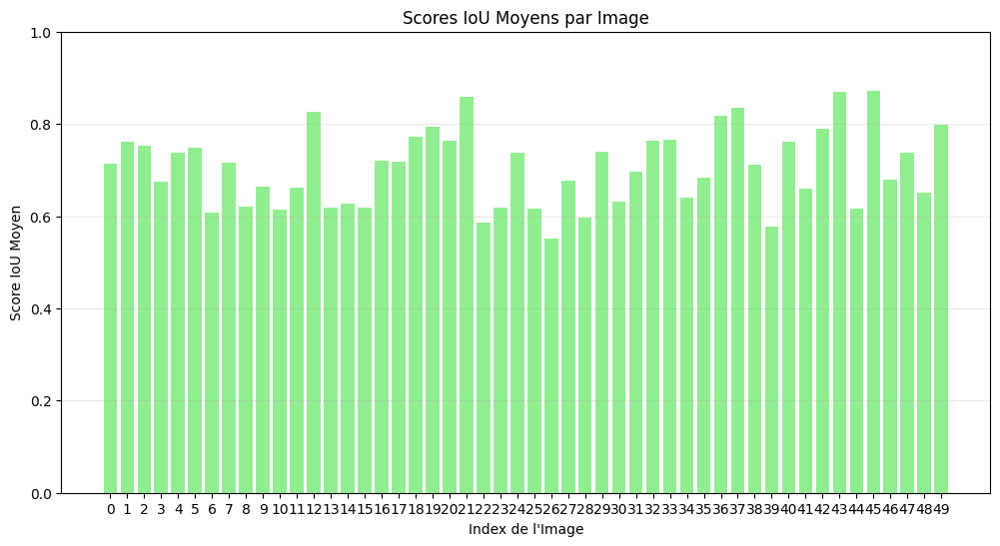 Scores IoU Moyens par Image
1.0
0.8
0.6
0.4
0.2
0.0
Score IoU Moyen
0 1 2 3 4 5 6 7 8 9 10 11 12 13 14 15 16 17 18 19 20 21 22 23 24 25 26 27 28 29 30 31 32 33 34 35 36 37 38 39 40 41 42 43 44 45 46 47 48 49
Index de l'Image